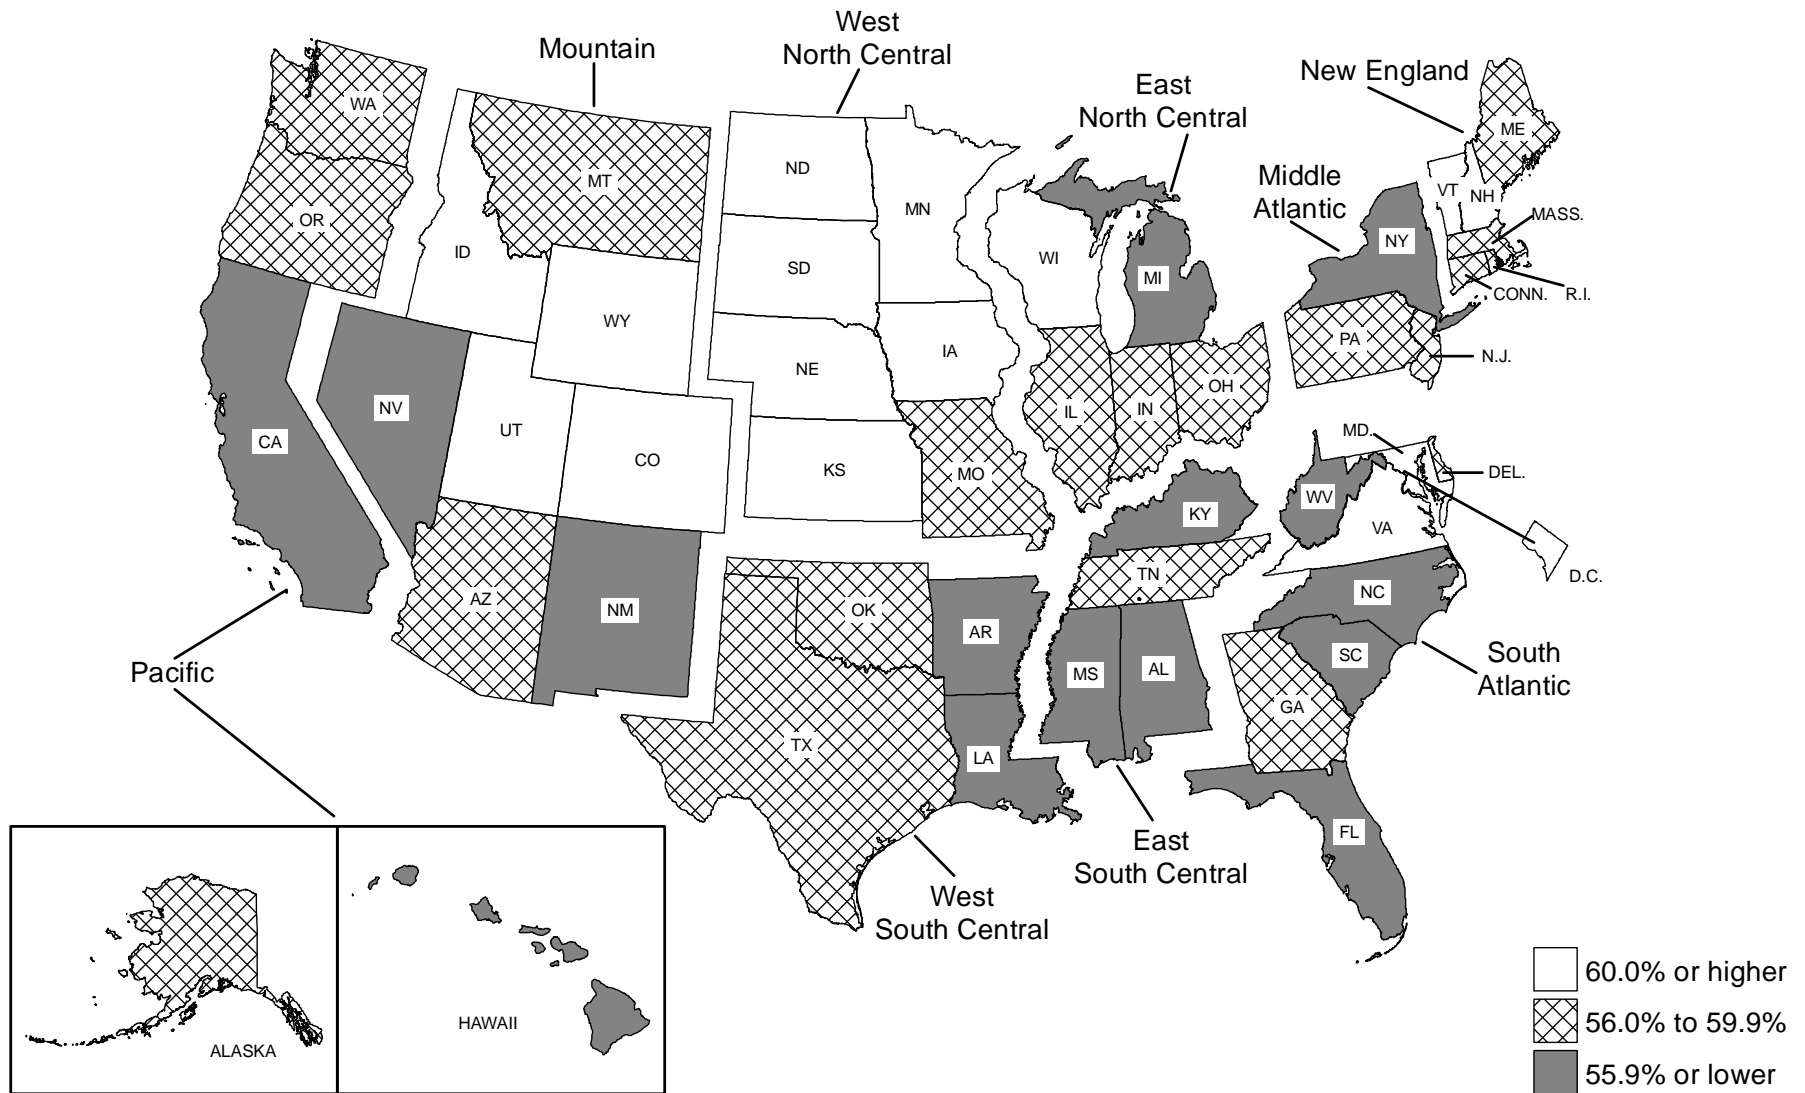 West
North Central
Mountain
New England
East
North Central
WA
ME
ND
MT
Middle
Atlantic
VT
NH
MN
MASS.
OR
NY
ID
WI
SD
MI
CONN.
R.I.
WY
PA
IA
N.J.
NE
OH
NV
IL
IN
UT
MD.
CA
CO
KS
MO
DEL.
WV
KY
VA
TN
D.C.
AZ
NM
OK
NC
AR
SC
South
Atlantic
Pacific
MS
AL
GA
TX
LA
FL
East
South Central
West
South Central
60.0% or higher
HAWAII
56.0% to 59.9%
ALASKA
55.9% or lower